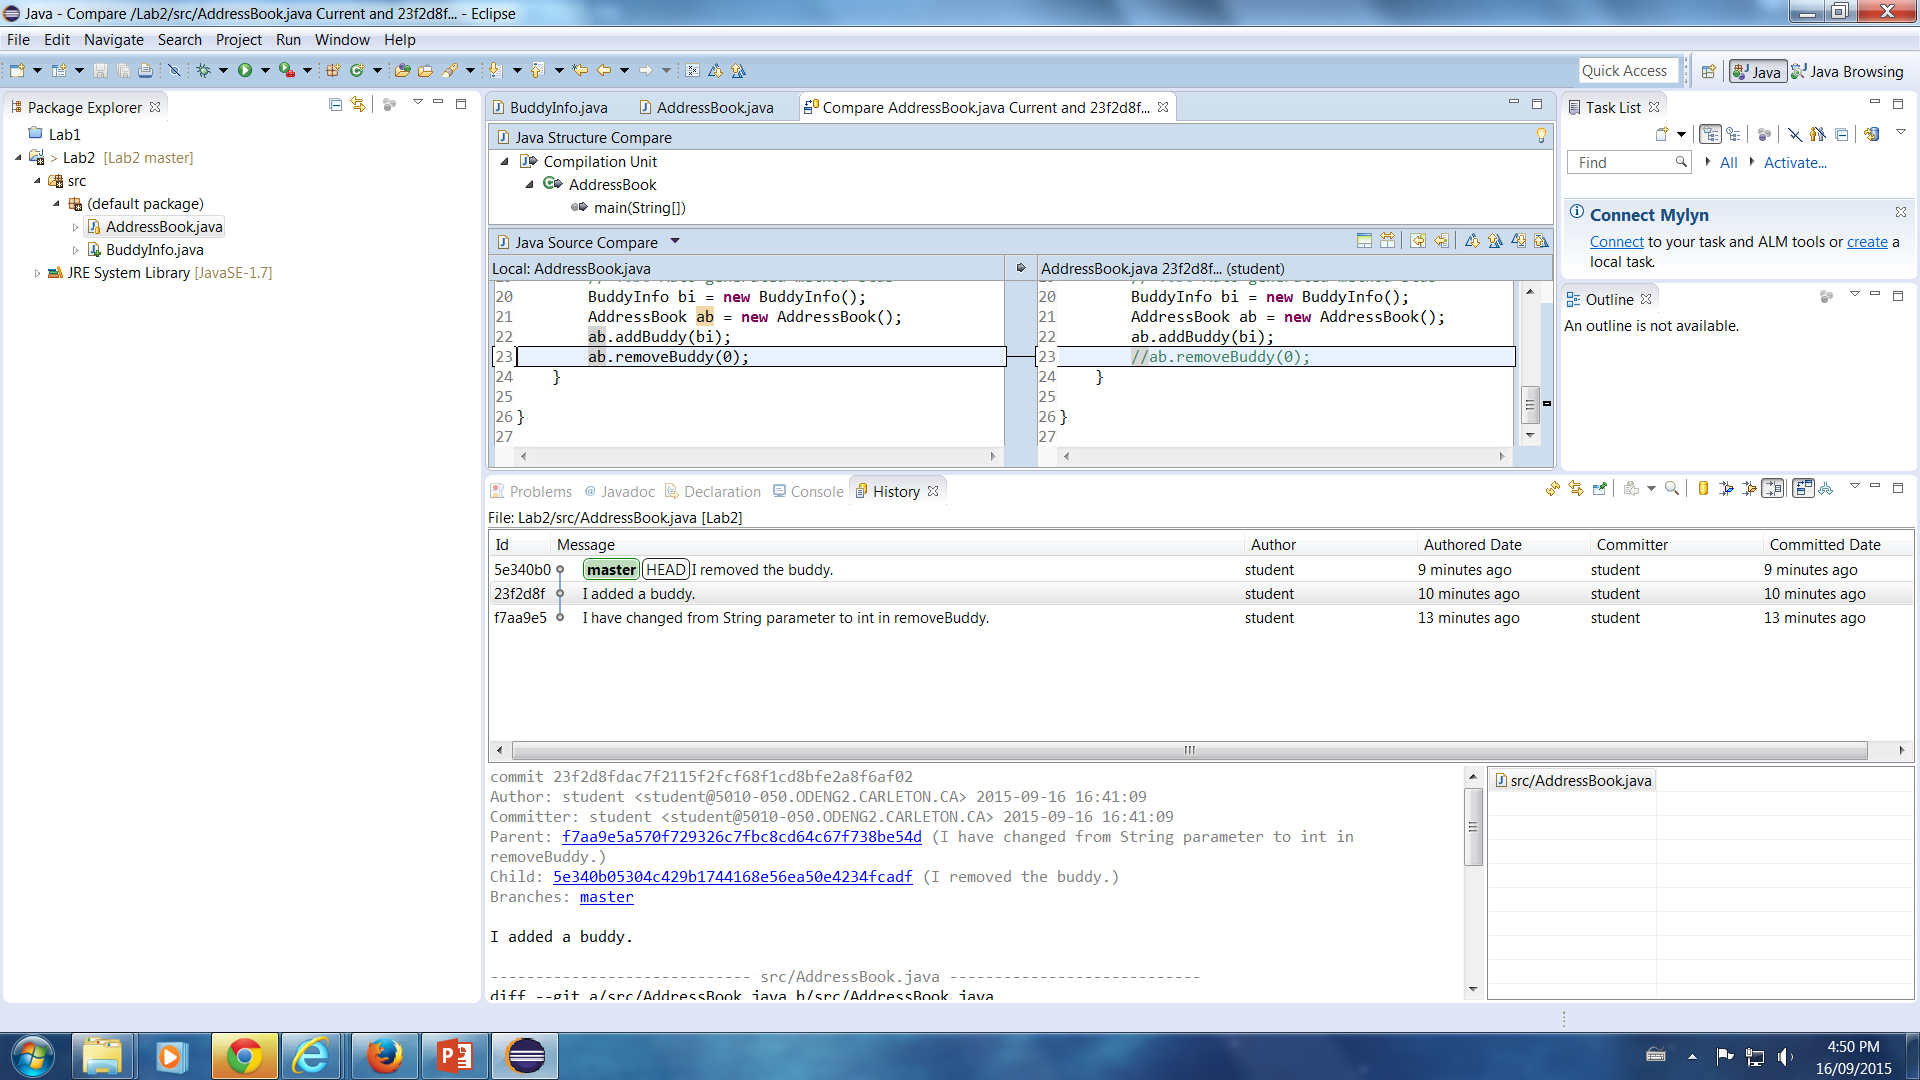 Java - Compare /Lab2/src/AddressBook.java Current and 23f2d8f... - Eclipse
File Edit Navigate Search Project Run Window Help
Quick Access
Java
Java Browsing
Package Explorer
Lab1
> Lab2 [Lab2 master]
src
(default package)
AddressBook.java
BuddyInfo.java
JRE System Library [JavaSE-1.7]
BuddyInfo.java
AddressBook.java
Compare AddressBook.java Current and 23f2d8f...
Java Structure Compare
Compilation Unit
AddressBook
main(String[])
Java Source Compare
Local: AddressBook.java
20 BuddyInfo bi = new BuddyInfo();
21 AddressBook ab = new AddressBook();
22 ab.addBuddy(bi);
23 ab.removeBuddy(0);
24 }
25
26 }
27
AddressBook.java 23f2d8f... (student)
20 BuddyInfo bi = new BuddyInfo();
21 AddressBook ab = new AddressBook();
22 ab.addBuddy(bi);
23 //ab.removeBuddy(0);
24 }
25
26 }
27
Task List
Find
All
Activate...
Connect Mylyn
Connect to your task and ALM tools or create a
local task.
Outline
An outline is not available.
Problems @ Javadoc Declaration Console History
File: Lab2/src/AddressBook.java [Lab2]
Id Message Author Authored Date Committer Committed Date
5e340b0 master HEAD I removed the buddy. student 9 minutes ago student 9 minutes ago
23f2d8f I added a buddy. student 10 minutes ago student 10 minutes ago
f7aa9e5 I have changed from String parameter to int in removeBuddy. student 13 minutes ago student 13 minutes ago
commit 23f2d8fdac7f2115f2fcf68f1cd8bfe2a8f6af02
Author: student <student@5010-050.ODENG2.CARLETON.CA> 2015-09-16 16:41:09
Committer: student <student@5010-050.ODENG2.CARLETON.CA> 2015-09-16 16:41:09
Parent: f7aa9e5a570f729326c7fbc8cd64c67f738be54d (I have changed from String parameter to int in
removeBuddy.)
Child: 5e340b05304c429b1744168e56ea50e4234fcadf (I removed the buddy.)
Branches: master
I added a buddy.
----------------------------- src/AddressBook.java ----------------------------
diff --git a/src/AddressBook.java b/src/AddressBook.java
src/AddressBook.java
4:50 PM
16/09/2015